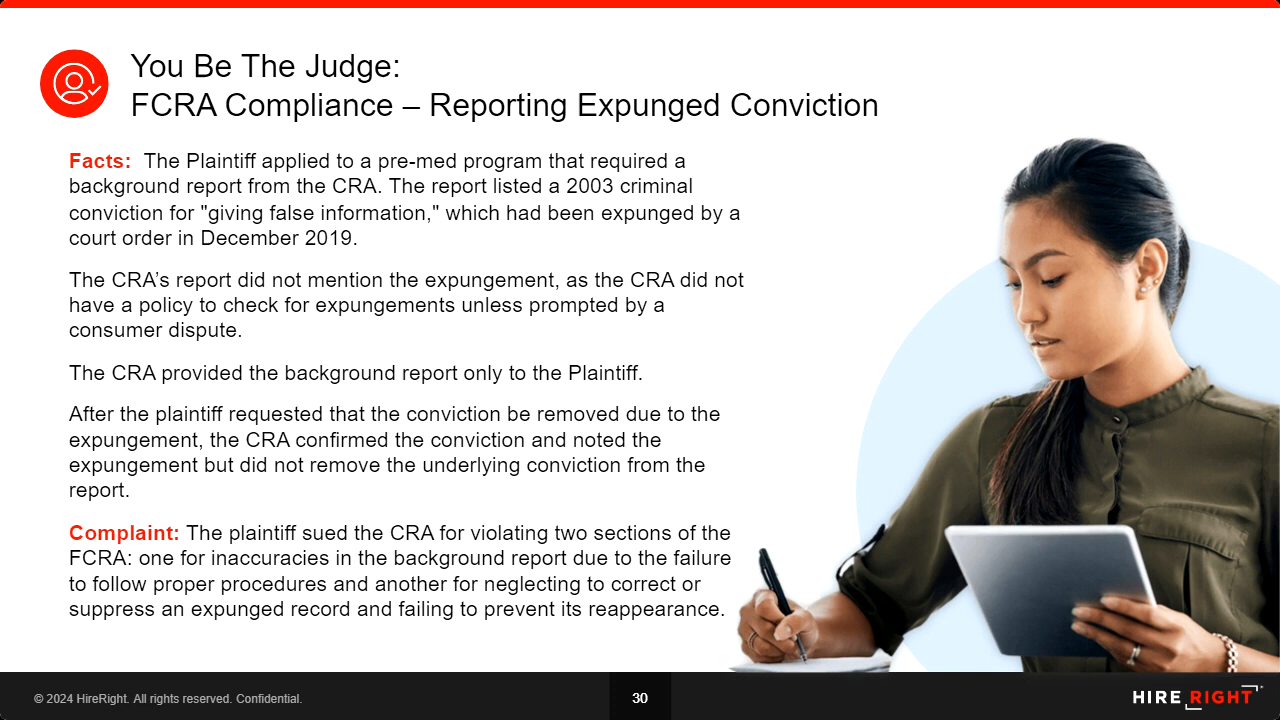 You Be The Judge:
FCRA Compliance – Reporting Expunged Conviction
Facts: The Plaintiff applied to a pre-med program that required a
background report from the CRA. The report listed a 2003 criminal
conviction for "giving false information," which had been expunged by a
court order in December 2019.
The CRA’s report did not mention the expungement, as the CRA did not
have a policy to check for expungements unless prompted by a
consumer dispute.
The CRA provided the background report only to the Plaintiff.
After the plaintiff requested that the conviction be removed due to the
expungement, the CRA confirmed the conviction and noted the
expungement but did not remove the underlying conviction from the
report.
Complaint: The plaintiff sued the CRA for violating two sections of the
FCRA: one for inaccuracies in the background report due to the failure
to follow proper procedures and another for neglecting to correct or
suppress an expunged record and failing to prevent its reappearance.
© 2024 HireRight. All rights reserved. Confidential.
30
HIRE RIGHT